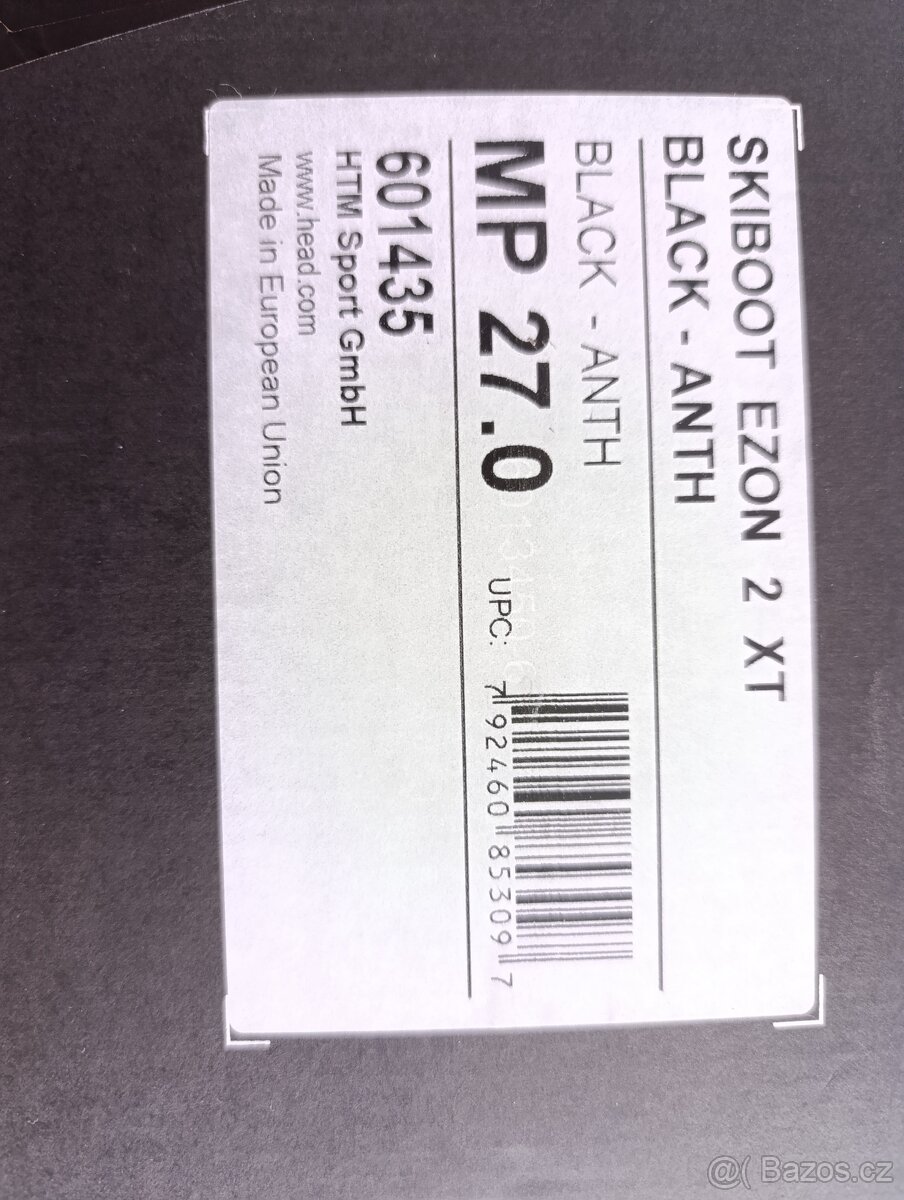 SKIBOOT EZON 2 XT
BLACK - ANTH
BLACK - ANTH
MP 27.0
UPC:
7 92460 85309 7
601435
HTM Sport GmbH
www.head.com
Made in European Union
@( Bazos.cz